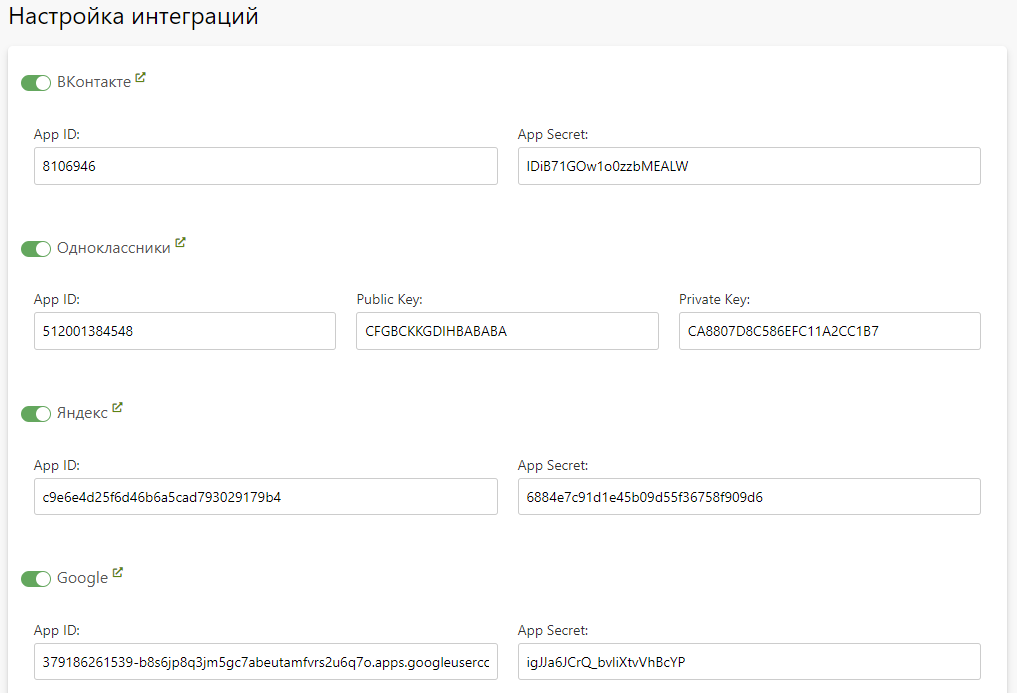 Настройка интеграций
ВКонтакте
App ID: App Secret:
8106946 IDiB71GOw1o0zzbMEALW
Одноклассники
App ID: Public Key: Private Key:
512001384548 CFGBCKKGDIHBABABA CA8807D8C586EFC11A2CC1B7
Яндекс
App ID: App Secret:
c9e6e4d25f6d46b6a5cad793029179b4 6884e7c91d1e45b09d55f36758f909d6
Google
App ID: App Secret:
379186261539-b8s6jp8q3jm5gc7abeutamfvrs2u6q7o.apps.googleusercc igJJa6JCrQ_bvIiXtvVhBcYP